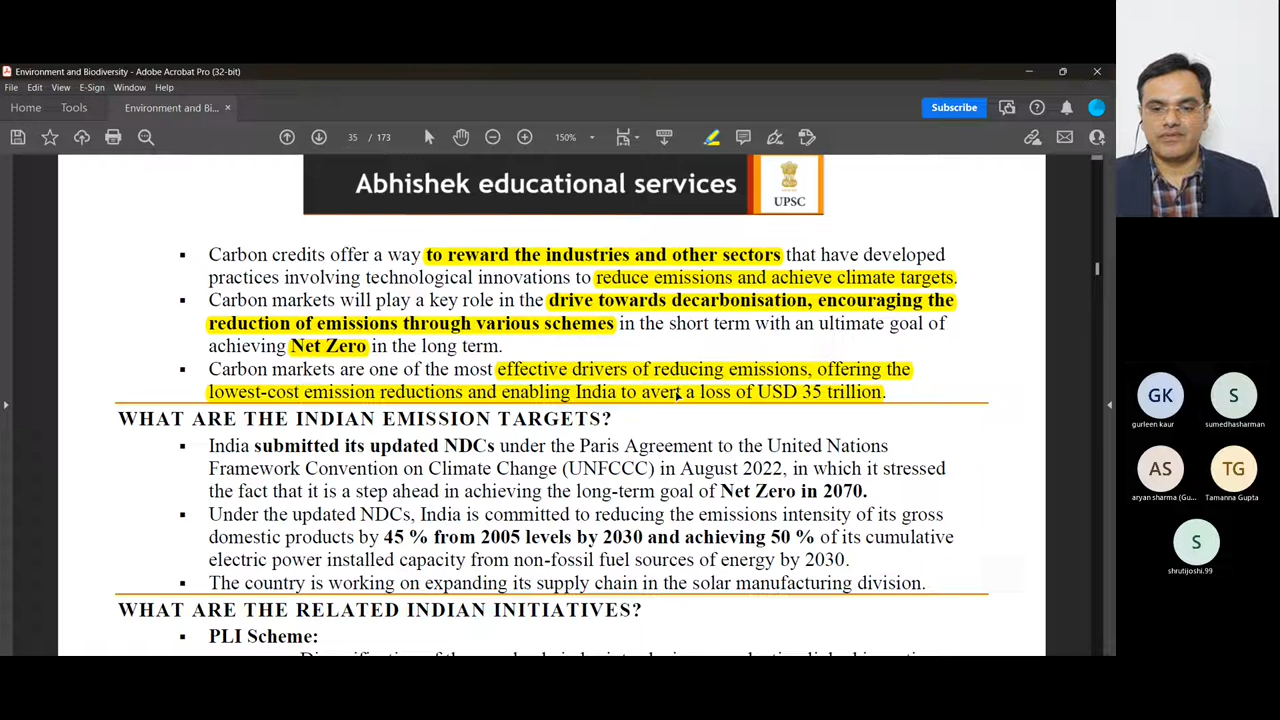 Environment and Biodiversity - Adobe Acrobat Pro (32-bit)
File Edit View E-Sign Window Help
Home Tools Environment and Bi... × Subscribe
35 / 173 150%
Abhishek educational services
UPSC
▪ Carbon credits offer a way to reward the industries and other sectors that have developed
practices involving technological innovations to reduce emissions and achieve climate targets.
▪ Carbon markets will play a key role in the drive towards decarbonisation, encouraging the
reduction of emissions through various schemes in the short term with an ultimate goal of
achieving Net Zero in the long term.
▪ Carbon markets are one of the most effective drivers of reducing emissions, offering the
lowest-cost emission reductions and enabling India to avert a loss of USD 35 trillion.
WHAT ARE THE INDIAN EMISSION TARGETS?
▪ India submitted its updated NDCs under the Paris Agreement to the United Nations
Framework Convention on Climate Change (UNFCCC) in August 2022, in which it stressed
the fact that it is a step ahead in achieving the long-term goal of Net Zero in 2070.
▪ Under the updated NDCs, India is committed to reducing the emissions intensity of its gross
domestic products by 45 % from 2005 levels by 2030 and achieving 50 % of its cumulative
electric power installed capacity from non-fossil fuel sources of energy by 2030.
▪ The country is working on expanding its supply chain in the solar manufacturing division.
WHAT ARE THE RELATED INDIAN INITIATIVES?
▪ PLI Scheme:
GK
gurleen kaur
S
sumedhasharman
AS
aryan sharma (Gu...
TG
Tamanna Gupta
S
shrutijoshi.99